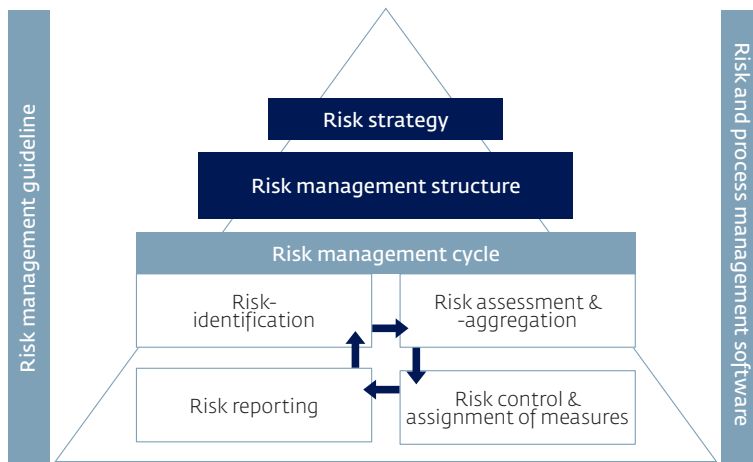 Risk management guideline
Risk strategy
Risk management structure
Risk management cycle
Risk-
identification
Risk assessment &
-aggregation
Risk reporting
Risk control &
assignment of measures
Risk and process management software